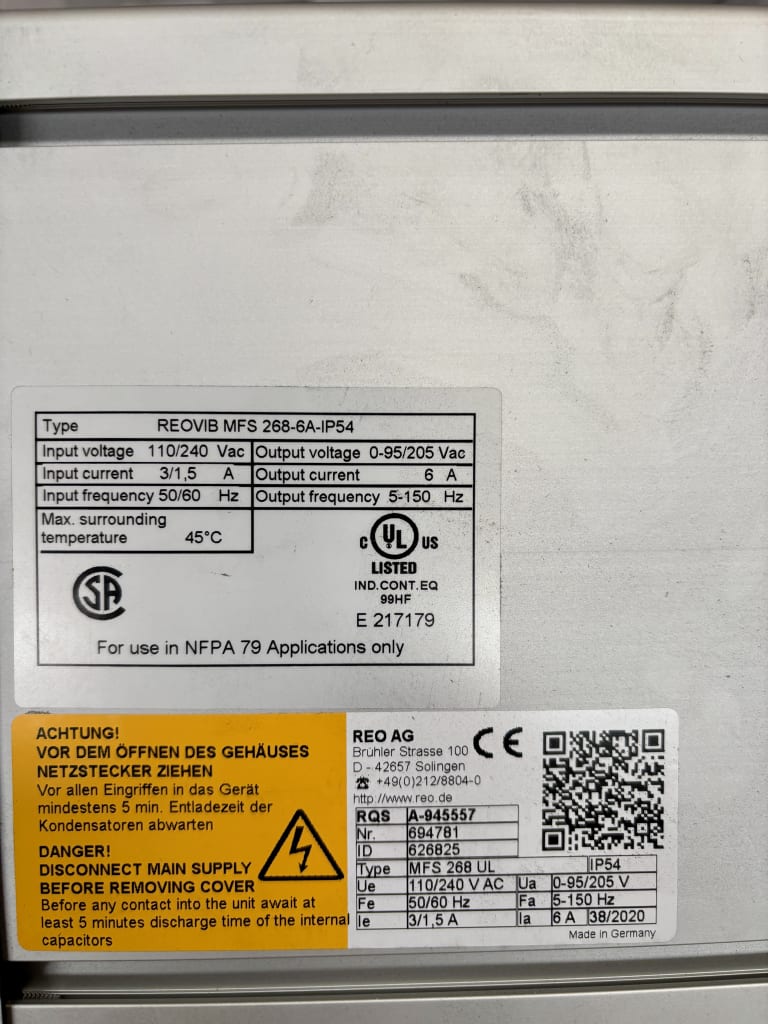 Type REOVIB MFS 268-6A-IP54
Input voltage 110/240 Vac Output voltage 0-95/205 Vac
Input current 3/1,5 A Output current 6 A
Input frequency 50/60 Hz Output frequency 5-150 Hz
Max. surrounding
temperature 45°C
C UL US
LISTED
IND.CONT.EQ
99HF
SA
E 217179
For use in NFPA 79 Applications only
ACHTUNG!
VOR DEM ÖFFNEN DES GEHÄUSES
NETZSTECKER ZIEHEN
Vor allen Eingriffen in das Gerät
mindestens 5 min. Entladezeit der
Kondensatoren abwarten
DANGER!
DISCONNECT MAIN SUPPLY
BEFORE REMOVING COVER
Before any contact into the unit await at
least 5 minutes discharge time of the internal
capacitors
REO AG
Brühler Strasse 100
D - 42657 Solingen
☎ +49(0)212/8804-0
http://www.reo.de
CE
RQS A-945557
Nr. 694781
ID 626825
Type MFS 268 UL IP54
Ue 110/240 V AC Ua 0-95/205 V
Fe 50/60 Hz Fa 5-150 Hz
Ie 3/1,5 A Ia 6 A 38/2020
Made in Germany